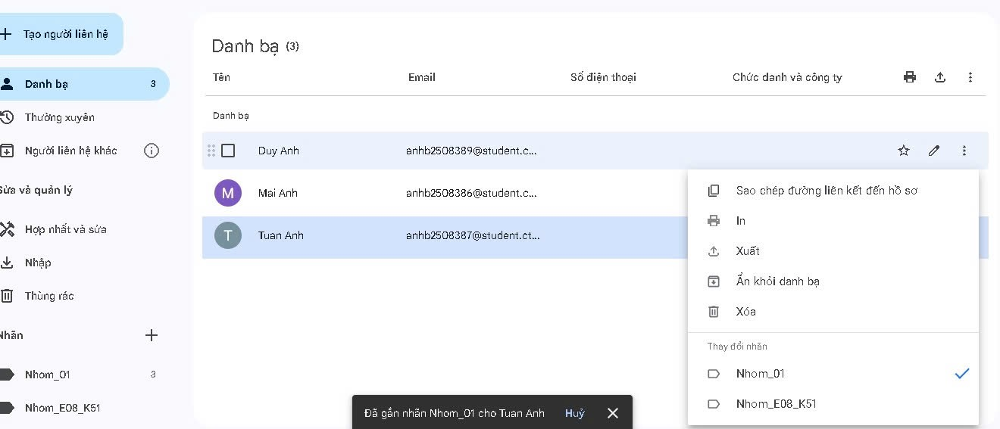 Tạo người liên hệ
Danh bạ 3
Thường xuyên
Người liên hệ khác
Sửa và quản lý
Hợp nhất và sửa
Nhập
Thùng rác
Nhãn
Nhom_01 3
Nhom_E08_K51
Danh bạ (3)
Tên Email Số điện thoại Chức danh và công ty
Danh bạ
Duy Anh anhb2508389@student.c...
M Mai Anh anhb2508386@student.c...
T Tuan Anh anhb2508387@student.ct...
Sao chép đường liên kết đến hồ sơ
In
Xuất
Ẩn khỏi danh bạ
Xóa
Thay đổi nhãn
Nhom_01
Nhom_E08_K51
Đã gắn nhãn Nhom_01 cho Tuan Anh Huỷ